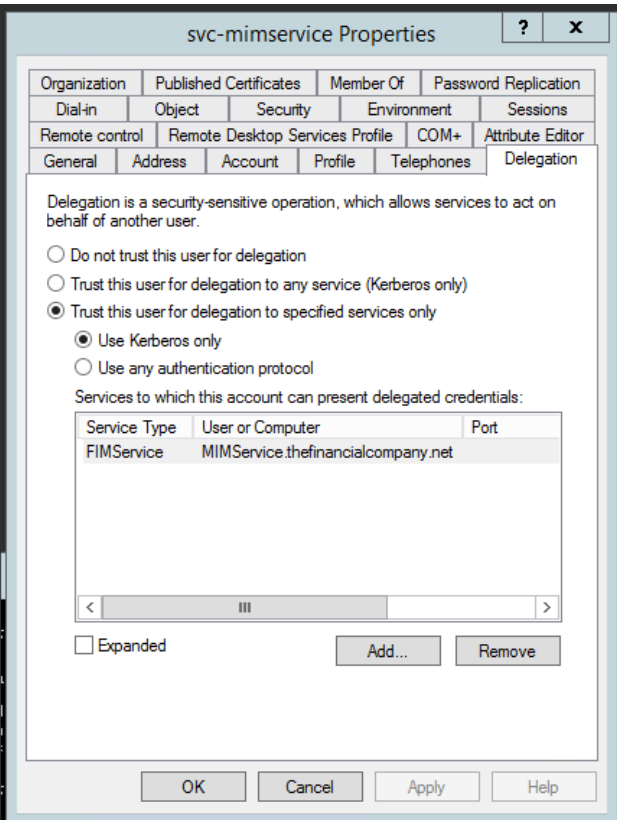 svc-mimservice Properties
? x
Organization Published Certificates Member Of Password Replication
Dial-in Object Security Environment Sessions
Remote control Remote Desktop Services Profile COM+ Attribute Editor
General Address Account Profile Telephones Delegation
Delegation is a security-sensitive operation, which allows services to act on
behalf of another user.
Do not trust this user for delegation
Trust this user for delegation to any service (Kerberos only)
Trust this user for delegation to specified services only
Use Kerberos only
Use any authentication protocol
Services to which this account can present delegated credentials:
Service Type User or Computer Port
FIMService MIMService.thefinancialcompany.net
Expanded Add... Remove
OK Cancel Apply Help